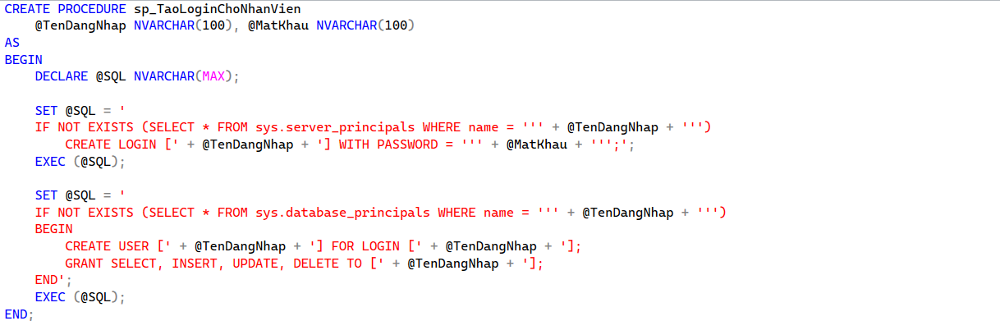 CREATE PROCEDURE sp_TaoLoginChoNhanVien
    @TenDangNhap NVARCHAR(100), @MatKhau NVARCHAR(100)
AS
BEGIN
    DECLARE @SQL NVARCHAR(MAX);

    SET @SQL = '
    IF NOT EXISTS (SELECT * FROM sys.server_principals WHERE name = ''' + @TenDangNhap + ''')
        CREATE LOGIN [' + @TenDangNhap + '] WITH PASSWORD = ''' + @MatKhau + ''';';
    EXEC (@SQL);

    SET @SQL = '
    IF NOT EXISTS (SELECT * FROM sys.database_principals WHERE name = ''' + @TenDangNhap + ''')
    BEGIN
        CREATE USER [' + @TenDangNhap + '] FOR LOGIN [' + @TenDangNhap + '];
        GRANT SELECT, INSERT, UPDATE, DELETE TO [' + @TenDangNhap + '];
    END';
    EXEC (@SQL);
END;